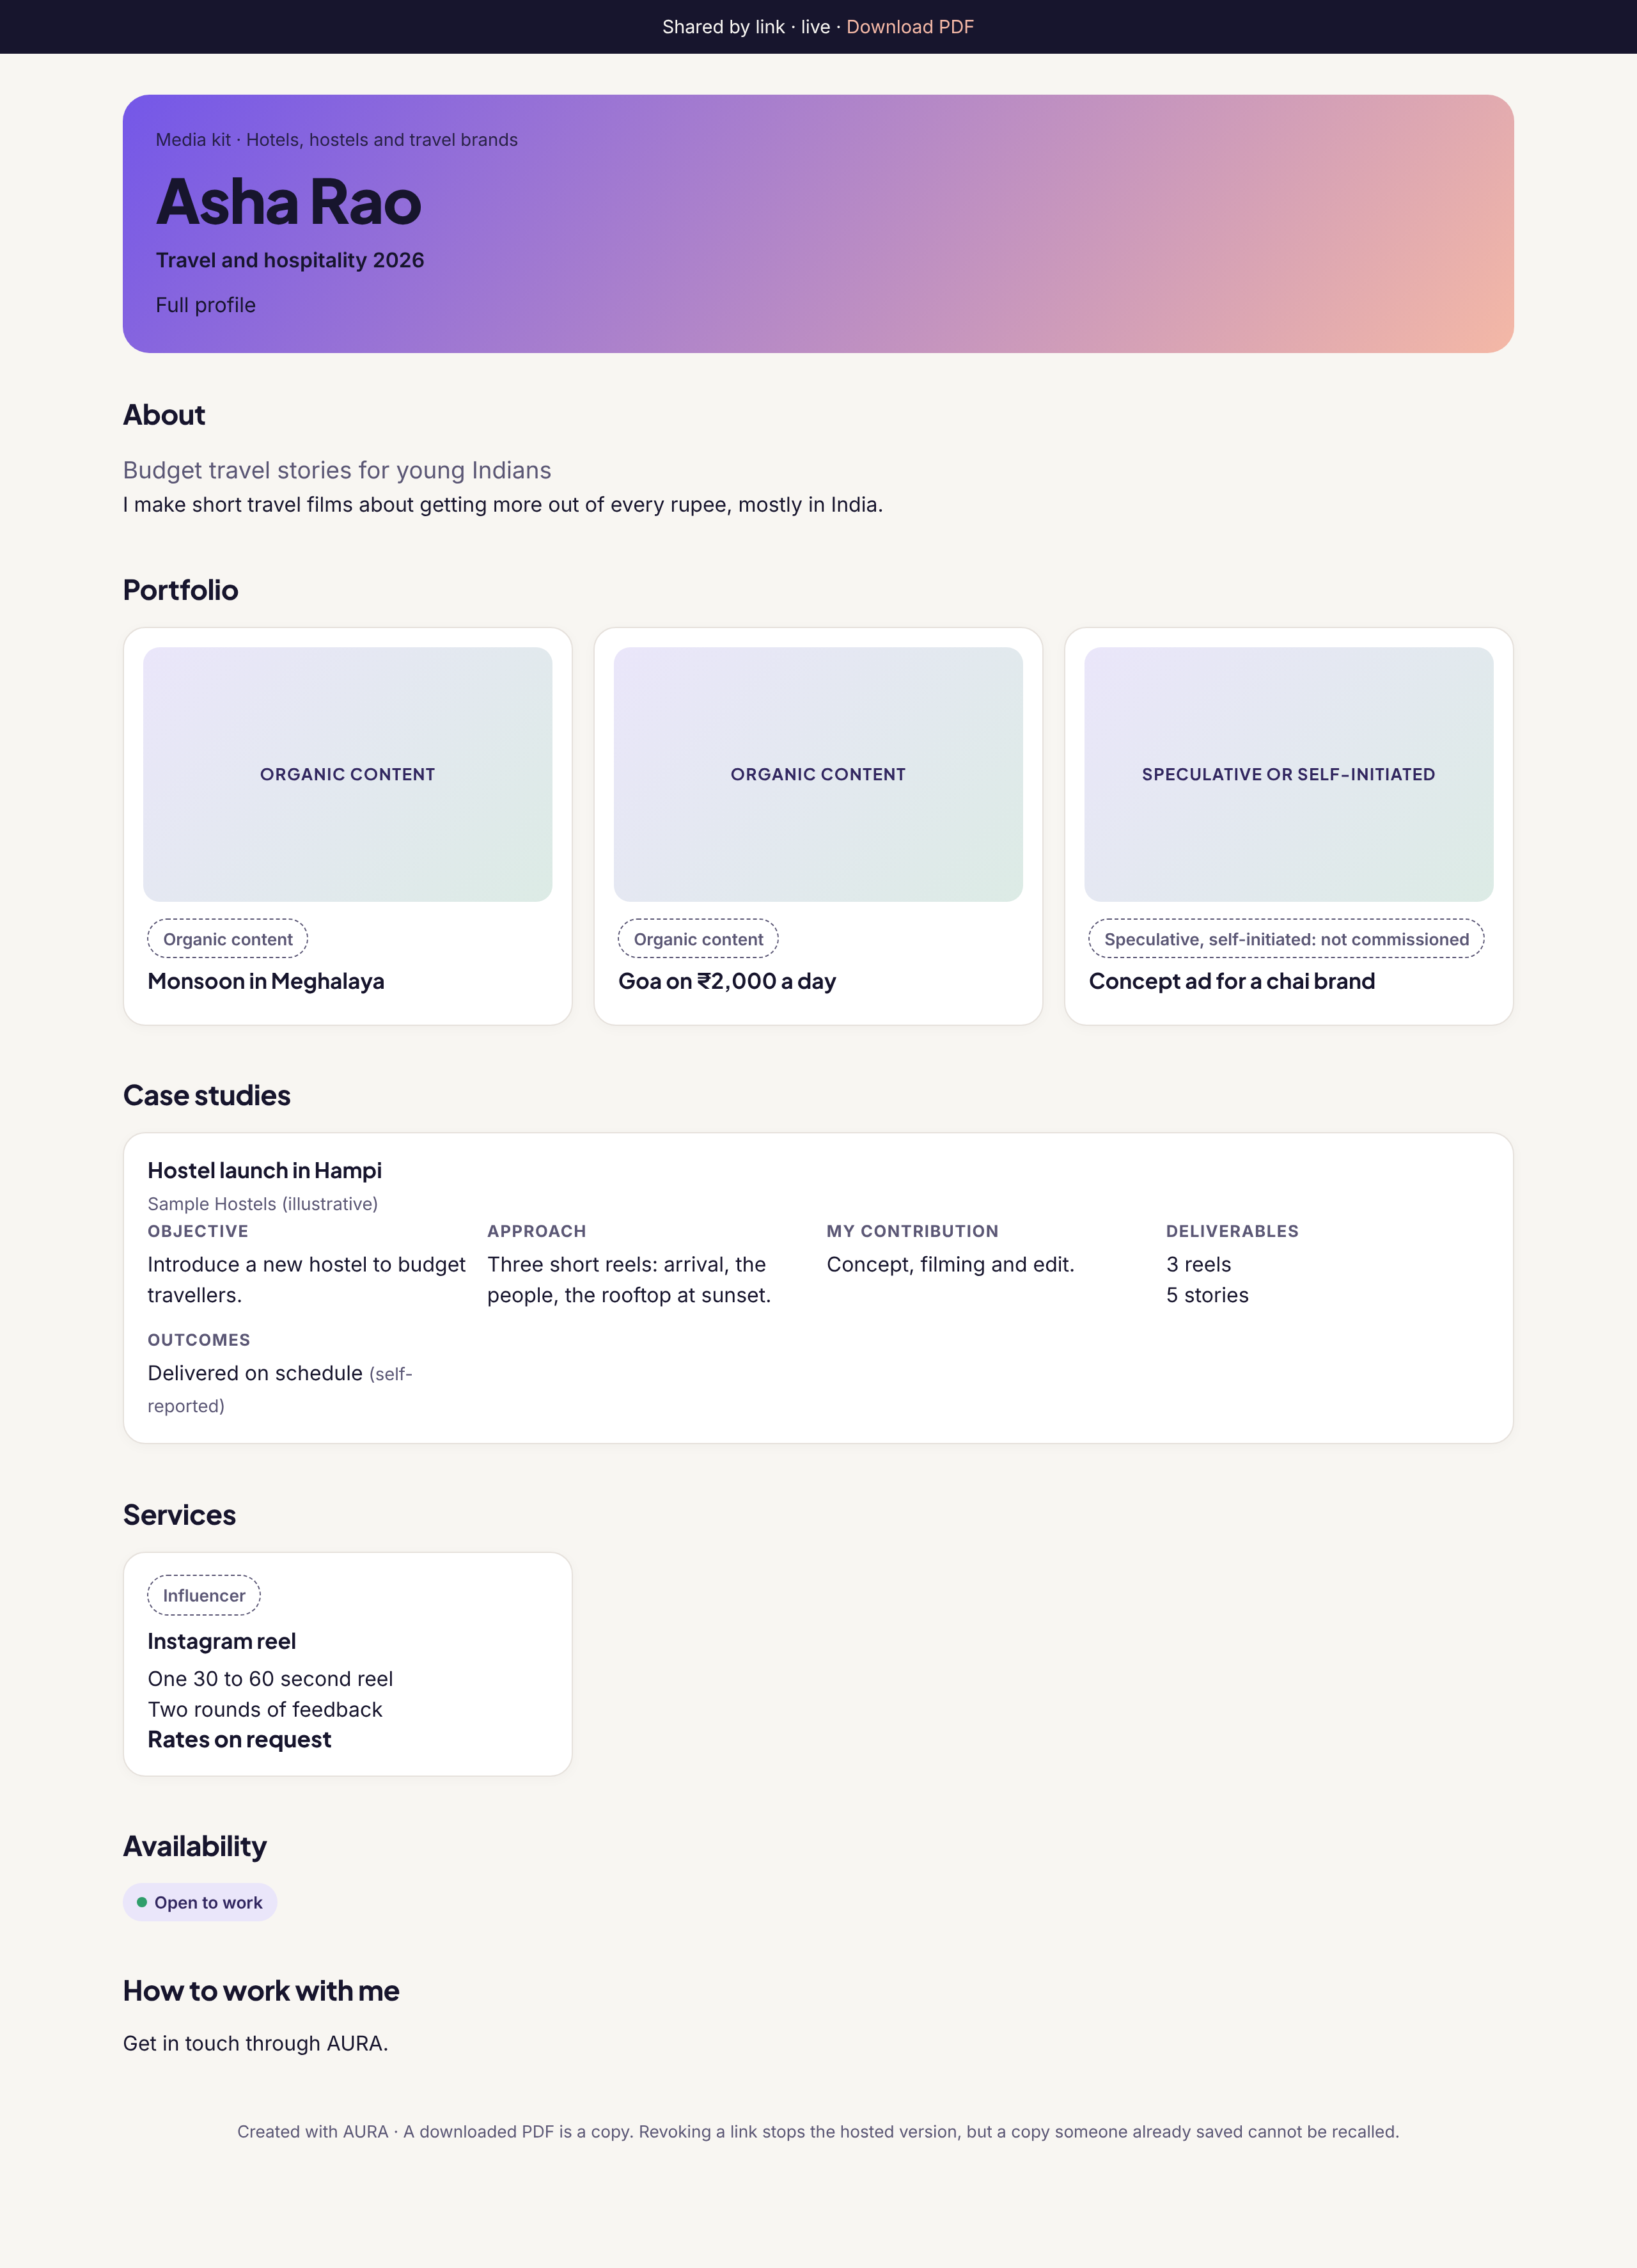 Shared by link · live · Download PDF
Media kit · Hotels, hostels and travel brands
Asha Rao
Travel and hospitality 2026
Full profile
About
Budget travel stories for young Indians
I make short travel films about getting more out of every rupee, mostly in India.
Portfolio
ORGANIC CONTENT
Organic content
Monsoon in Meghalaya
ORGANIC CONTENT
Organic content
Goa on ₹2,000 a day
SPECULATIVE OR SELF-INITIATED
Speculative, self-initiated: not commissioned
Concept ad for a chai brand
Case studies
Hostel launch in Hampi
Sample Hostels (illustrative)
OBJECTIVE
Introduce a new hostel to budget
travellers.
APPROACH
Three short reels: arrival, the
people, the rooftop at sunset.
MY CONTRIBUTION
Concept, filming and edit.
DELIVERABLES
3 reels
5 stories
OUTCOMES
Delivered on schedule (self-
reported)
Services
Influencer
Instagram reel
One 30 to 60 second reel
Two rounds of feedback
Rates on request
Availability
Open to work
How to work with me
Get in touch through AURA.
Created with AURA · A downloaded PDF is a copy. Revoking a link stops the hosted version, but a copy someone already saved cannot be recalled.